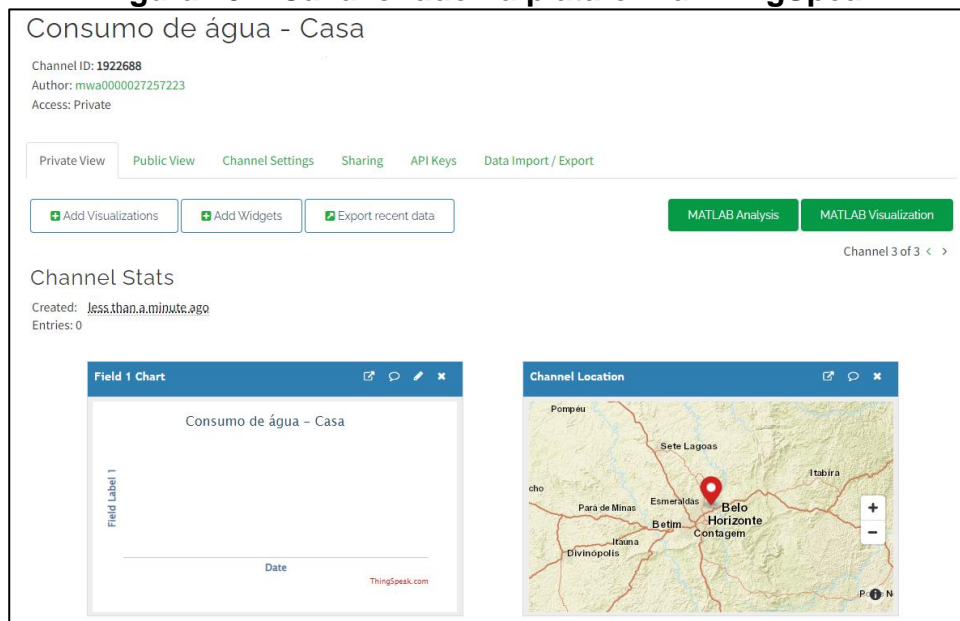 Consumo de água - Casa
Channel ID: 1922688
Author: mwa0000027257223
Access: Private
Private View Public View Channel Settings Sharing API Keys Data Import / Export
Add Visualizations Add Widgets Export recent data MATLAB Analysis MATLAB Visualization
Channel 3 of 3 < >
Channel Stats
Created: less than a minute ago
Entries: 0
Field 1 Chart
Consumo de água - Casa
Field Label 1
Date
ThingSpeak.com
Channel Location
Pompéu
Sete Lagoas
Itabira
cho
Pará de Minas
Esmeraldas
Belo
Horizonte
Betim
Contagem
Itauna
Divinópolis